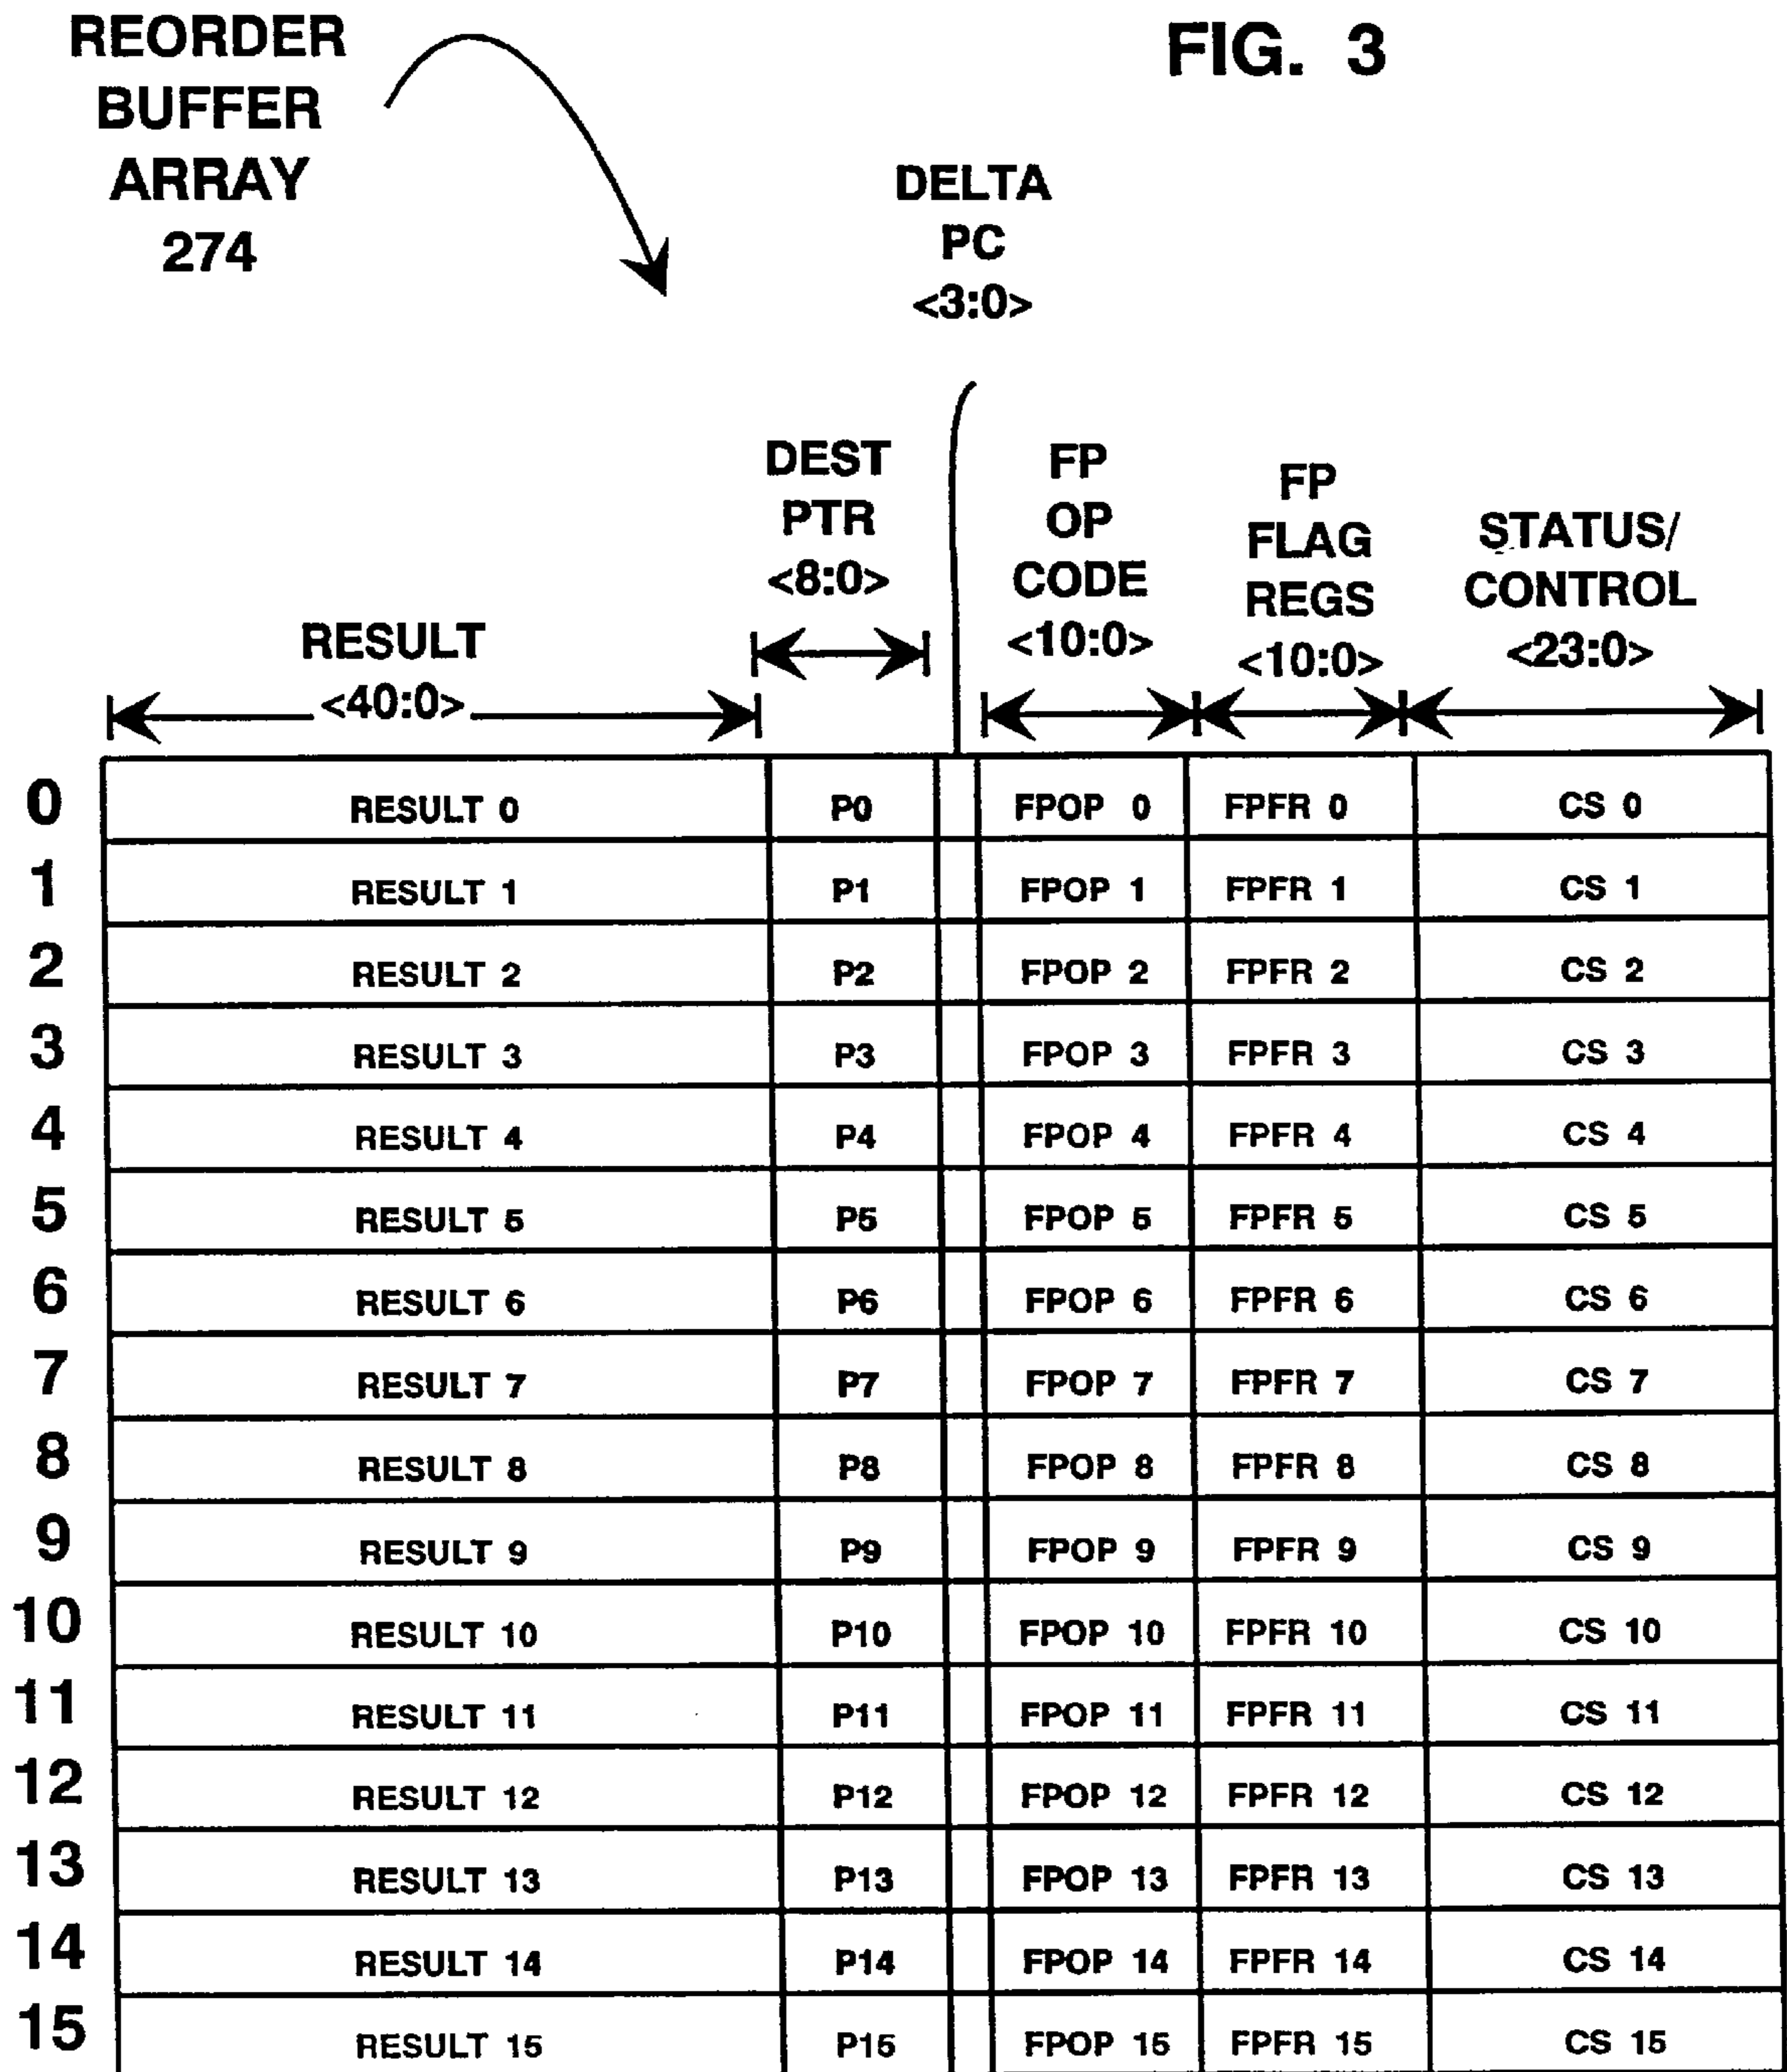 REORDER
BUFFER
ARRAY
274
FIG. 3
DELTA
PC
<3:0>
DEST
PTR
<8:0>
FP
OP
CODE
<10:0>
FP
FLAG
REGS
<10:0>
STATUS/
CONTROL
<23:0>
RESULT
<40:0>
0 RESULT 0 P0 FPOP 0 FPFR 0 CS 0
1 RESULT 1 P1 FPOP 1 FPFR 1 CS 1
2 RESULT 2 P2 FPOP 2 FPFR 2 CS 2
3 RESULT 3 P3 FPOP 3 FPFR 3 CS 3
4 RESULT 4 P4 FPOP 4 FPFR 4 CS 4
5 RESULT 5 P5 FPOP 5 FPFR 5 CS 5
6 RESULT 6 P6 FPOP 6 FPFR 6 CS 6
7 RESULT 7 P7 FPOP 7 FPFR 7 CS 7
8 RESULT 8 P8 FPOP 8 FPFR 8 CS 8
9 RESULT 9 P9 FPOP 9 FPFR 9 CS 9
10 RESULT 10 P10 FPOP 10 FPFR 10 CS 10
11 RESULT 11 P11 FPOP 11 FPFR 11 CS 11
12 RESULT 12 P12 FPOP 12 FPFR 12 CS 12
13 RESULT 13 P13 FPOP 13 FPFR 13 CS 13
14 RESULT 14 P14 FPOP 14 FPFR 14 CS 14
15 RESULT 15 P15 FPOP 15 FPFR 15 CS 15